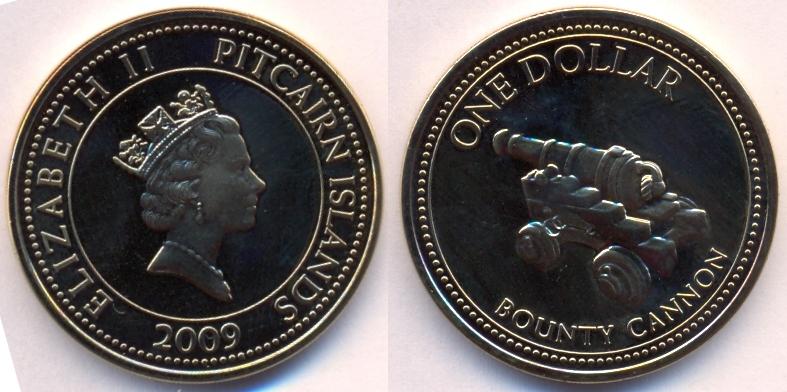 ELIZABETH II PITCAIRN ISLANDS
2009
ONE DOLLAR
BOUNTY CANNON